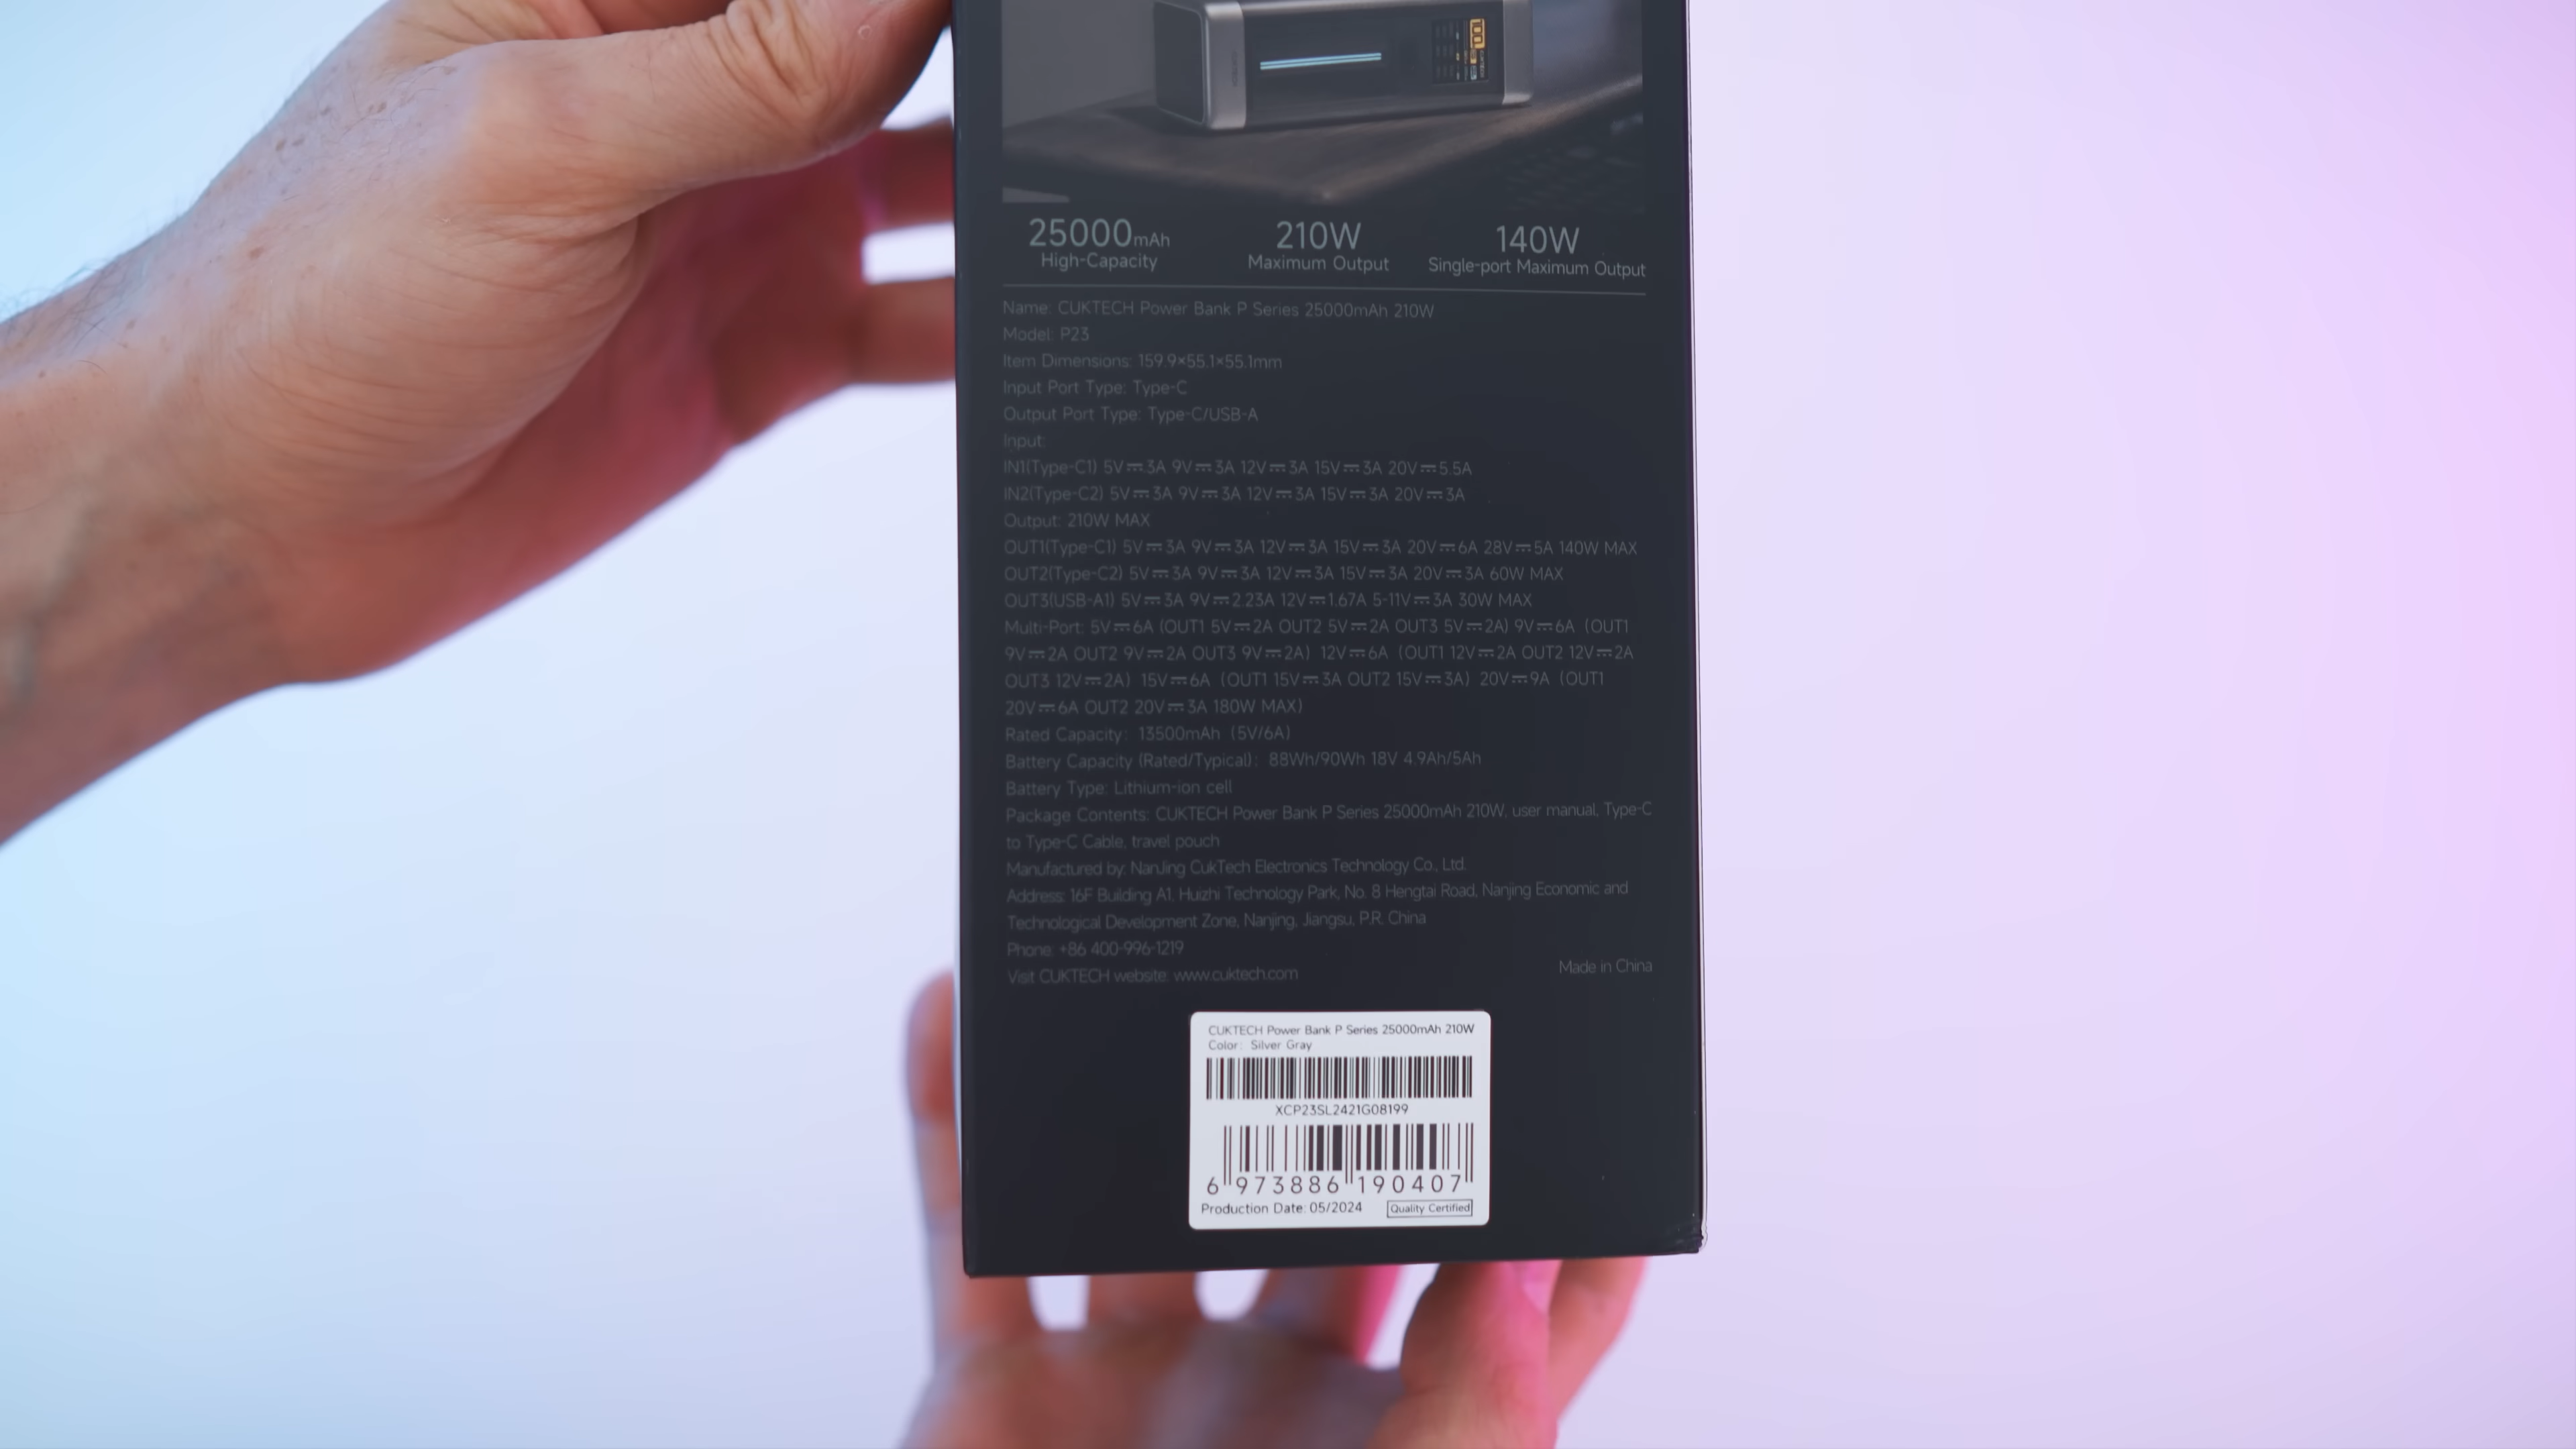 100
25000mAh
High-Capacity
210W
Maximum Output
140W
Single-port Maximum Output
Name: CUKTECH Power Bank P Series 25000mAh 210W
Model: P23
Item Dimensions: 159.9×55.1×55.1mm
Input Port Type: Type-C
Output Port Type: Type-C/USB-A
Input:
IN1(Type-C1) 5V⎓3A 9V⎓3A 12V⎓3A 15V⎓3A 20V⎓5.5A
IN2(Type-C2) 5V⎓3A 9V⎓3A 12V⎓3A 15V⎓3A 20V⎓3A
Output: 210W MAX
OUT1(Type-C1) 5V⎓3A 9V⎓3A 12V⎓3A 15V⎓3A 20V⎓6A 28V⎓5A 140W MAX
OUT2(Type-C2) 5V⎓3A 9V⎓3A 12V⎓3A 15V⎓3A 20V⎓3A 60W MAX
OUT3(USB-A1) 5V⎓3A 9V⎓2.23A 12V⎓1.67A 5-11V⎓3A 30W MAX
Multi-Port: 5V⎓6A (OUT1 5V⎓2A OUT2 5V⎓2A OUT3 5V⎓2A) 9V⎓6A (OUT1
9V⎓2A OUT2 9V⎓2A OUT3 9V⎓2A) 12V⎓6A (OUT1 12V⎓2A OUT2 12V⎓2A
OUT3 12V⎓2A) 15V⎓6A (OUT1 15V⎓3A OUT2 15V⎓3A) 20V⎓9A (OUT1
20V⎓6A OUT2 20V⎓3A 180W MAX)
Rated Capacity: 13500mAh (5V/6A)
Battery Capacity (Rated/Typical): 88Wh/90Wh 18V 4.9Ah/5Ah
Battery Type: Lithium-ion cell
Package Contents: CUKTECH Power Bank P Series 25000mAh 210W, user manual, Type-C
to Type-C Cable, travel pouch
Manufactured by: NanJing CukTech Electronics Technology Co., Ltd.
Address: 16F Building A1, Huizhi Technology Park, No. 8 Hengtai Road, Nanjing Economic and
Technological Development Zone, Nanjing, Jiangsu, P.R. China
Phone: +86 400-996-1219
Visit CUKTECH website: www.cuktech.com
Made in China
CUKTECH Power Bank P Series 25000mAh 210W
Color: Silver Gray
XCP23SL2421G08199
6 973886 190407
Production Date: 05/2024
Quality Certified